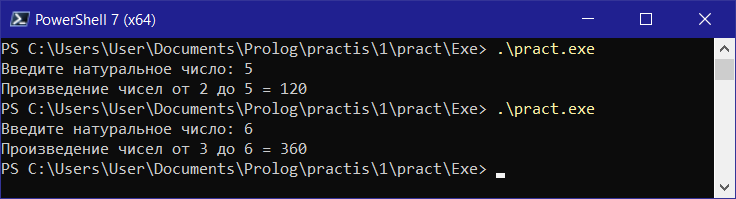 PowerShell 7 (x64)
PS C:\Users\User\Documents\Prolog\practis\1\pract\Exe> .\pract.exe
Введите натуральное число: 5
Произведение чисел от 2 до 5 = 120
PS C:\Users\User\Documents\Prolog\practis\1\pract\Exe> .\pract.exe
Введите натуральное число: 6
Произведение чисел от 3 до 6 = 360
PS C:\Users\User\Documents\Prolog\practis\1\pract\Exe>